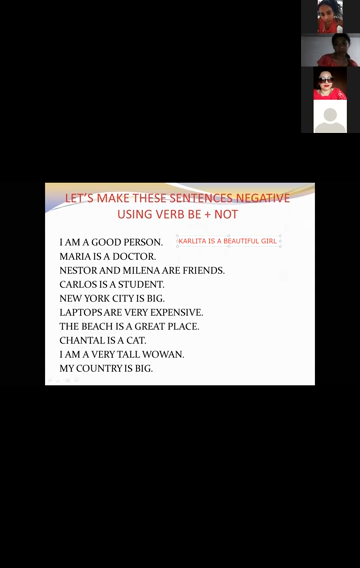 LET'S MAKE THESE SENTENCES NEGATIVE
USING VERB BE + NOT
I AM A GOOD PERSON.
KARLITA IS A BEAUTIFUL GIRL
MARIA IS A DOCTOR.
NESTOR AND MILENA ARE FRIENDS.
CARLOS IS A STUDENT.
NEW YORK CITY IS BIG.
LAPTOPS ARE VERY EXPENSIVE.
THE BEACH IS A GREAT PLACE.
CHANTAL IS A CAT.
I AM A VERY TALL WOWAN.
MY COUNTRY IS BIG.